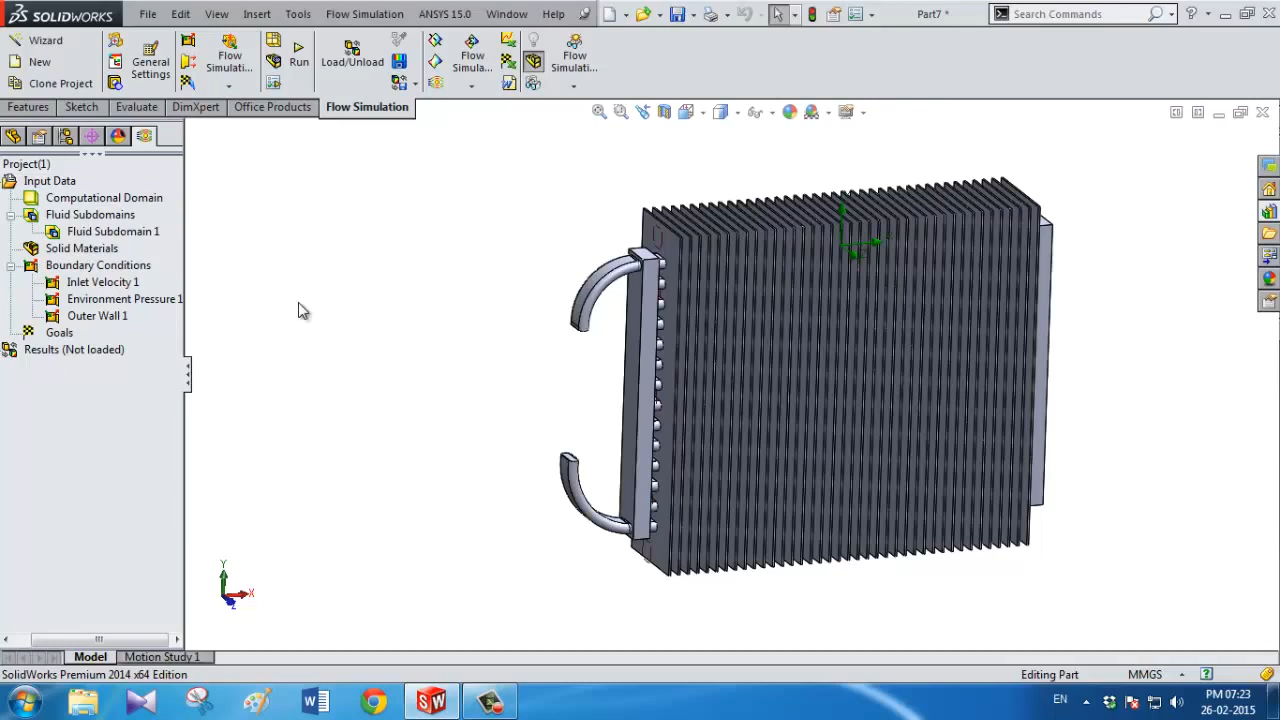 SOLIDWORKS File Edit View Insert Tools Flow Simulation ANSYS 15.0 Window Help Part7 * Search Commands ?
Wizard
New
Clone Project
General Settings
Flow Simulati...
Run
Load/Unload
Flow Simula...
Flow Simulati...
Features Sketch Evaluate DimXpert Office Products Flow Simulation
Project(1)
Input Data
Computational Domain
Fluid Subdomains
Fluid Subdomain 1
Solid Materials
Boundary Conditions
Inlet Velocity 1
Environment Pressure 1
Outer Wall 1
Goals
Results (Not loaded)
Y
X
Z
Model Motion Study 1
SolidWorks Premium 2014 x64 Edition Editing Part MMGS ?
EN PM 07:23
26-02-2015